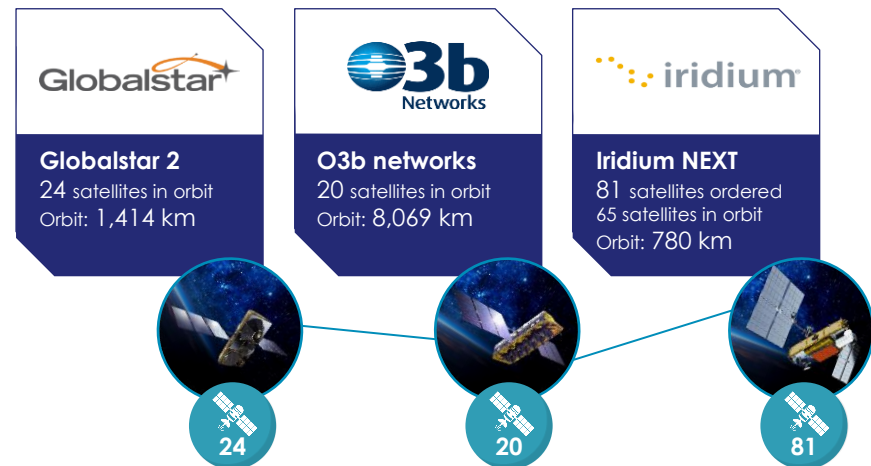 Globalstar
O3b
Networks
iridium
Globalstar 2
24 satellites in orbit
Orbit: 1,414 km
O3b networks
20 satellites in orbit
Orbit: 8,069 km
Iridium NEXT
81 satellites ordered
65 satellites in orbit
Orbit: 780 km
24
20
81